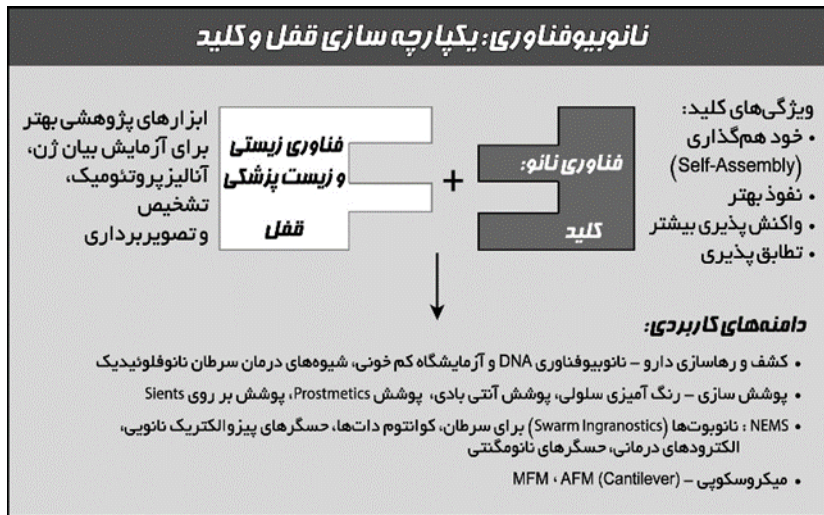 نانوبیوفناوری: یکپارچه سازی قفل و کلید
ویژگی‌های کلید:
• خود هم‌گذاری
(Self-Assembly)
• نفوذ بهتر
• واکنش پذیری بیشتر
• تطابق پذیری
فناوری نانو:
کلید
+
فناوری زیستی
و زیست پزشکی
قفل
ابزارهای پژوهشی بهتر
برای آزمایش بیان ژن،
آنالیز پروتئومیک،
تشخیص
و تصویربرداری
دامنه‌های کاربردی:
• کشف و رهاسازی دارو – نانوبیوفناوری DNA و آزمایشگاه کم خونی، شیوه‌های درمان سرطان نانوفلوئیدیک
• پوشش سازی – رنگ آمیزی سلولی، پوشش آنتی بادی، پوشش Prostmetics، پوشش بر روی Sients
• NEMS : نانوبوت‌ها (Swarm Ingranostics) برای سرطان، کوانتوم دات‌ها، حسگرهای پیزوالکتریک نانویی،
الکترودهای درمانی، حسگرهای نانومگنتی
• میکروسکوپی – MFM ، AFM (Cantilever)